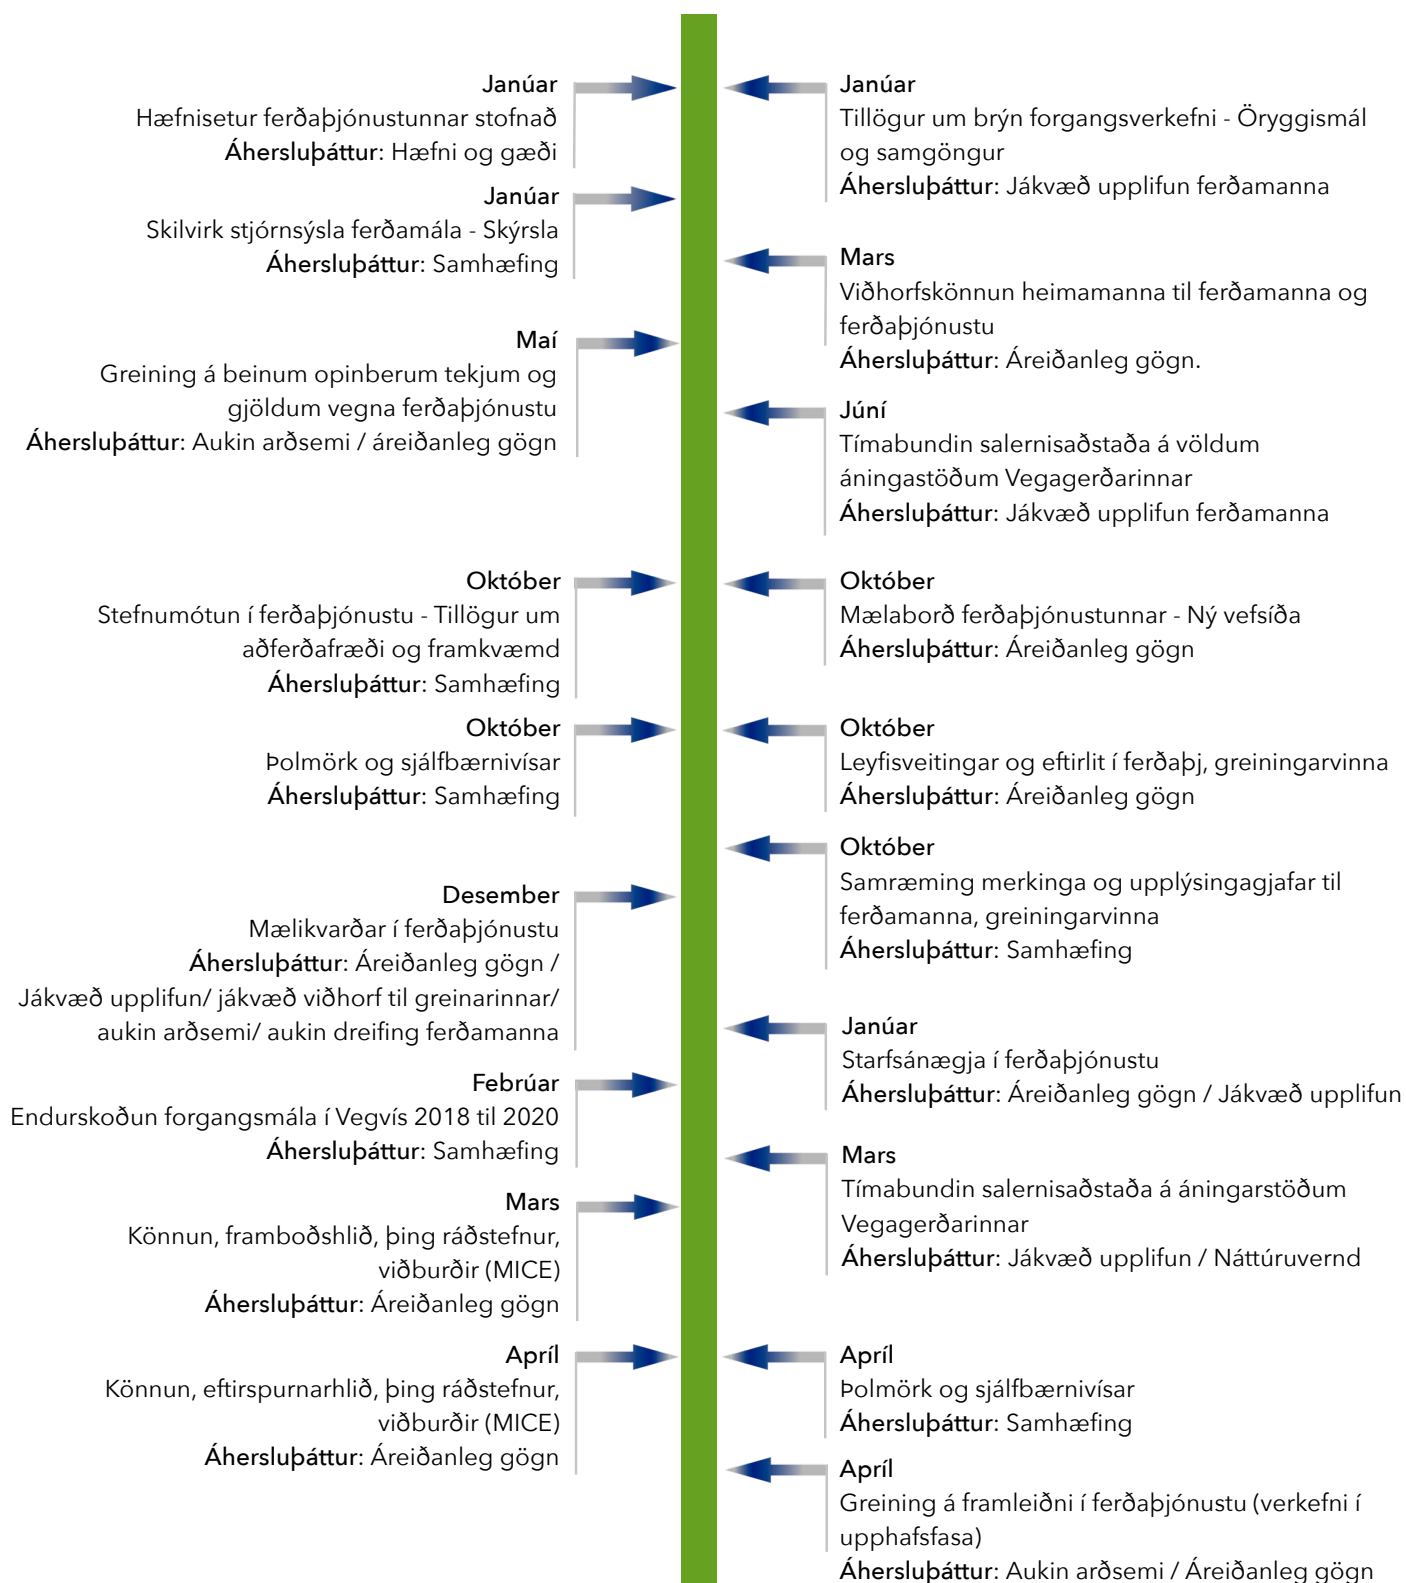 Janúar
Hæfnisetur ferðaþjónustunnar stofnað
Áhersluþáttur: Hæfni og gæði
Janúar
Skilvirk stjórnsýsla ferðamála - Skýrsla
Áhersluþáttur: Samhæfing
Maí
Greining á beinum opinberum tekjum og
gjöldum vegna ferðaþjónustu
Áhersluþáttur: Aukin arðsemi / áreiðanleg gögn
Október
Stefnumótun í ferðaþjónustu - Tillögur um
aðferðafræði og framkvæmd
Áhersluþáttur: Samhæfing
Október
Þolmörk og sjálfbærnivísar
Áhersluþáttur: Samhæfing
Desember
Mælikvarðar í ferðaþjónustu
Áhersluþáttur: Áreiðanleg gögn /
Jákvæð upplifun/ jákvæð viðhorf til greinarinnar/
aukin arðsemi/ aukin dreifing ferðamanna
Febrúar
Endurskoðun forgangsmála í Vegvís 2018 til 2020
Áhersluþáttur: Samhæfing
Mars
Könnun, framboðshlið, þing ráðstefnur,
viðburðir (MICE)
Áhersluþáttur: Áreiðanleg gögn
Apríl
Könnun, eftirspurnarhlið, þing ráðstefnur,
viðburðir (MICE)
Áhersluþáttur: Áreiðanleg gögn
Janúar
Tillögur um brýn forgangsverkefni - Öryggismál
og samgöngur
Áhersluþáttur: Jákvæð upplifun ferðamanna
Mars
Viðhorfskönnun heimamanna til ferðamanna og
ferðaþjónustu
Áhersluþáttur: Áreiðanleg gögn.
Júní
Tímabundin salernisaðstaða á völdum
áningastöðum Vegagerðarinnar
Áhersluþáttur: Jákvæð upplifun ferðamanna
Október
Mælaborð ferðaþjónustunnar - Ný vefsíða
Áhersluþáttur: Áreiðanleg gögn
Október
Leyfisveitingar og eftirlit í ferðaþj, greiningarvinna
Áhersluþáttur: Áreiðanleg gögn
Október
Samræming merkinga og upplýsingagjafar til
ferðamanna, greiningarvinna
Áhersluþáttur: Samhæfing
Janúar
Starfsánægja í ferðaþjónustu
Áhersluþáttur: Áreiðanleg gögn / Jákvæð upplifun
Mars
Tímabundin salernisaðstaða á áningarstöðum
Vegagerðarinnar
Áhersluþáttur: Jákvæð upplifun / Náttúruvernd
Apríl
Þolmörk og sjálfbærnivísar
Áhersluþáttur: Samhæfing
Apríl
Greining á framleiðni í ferðaþjónustu (verkefni í
upphafsfasa)
Áhersluþáttur: Aukin arðsemi / Áreiðanleg gögn